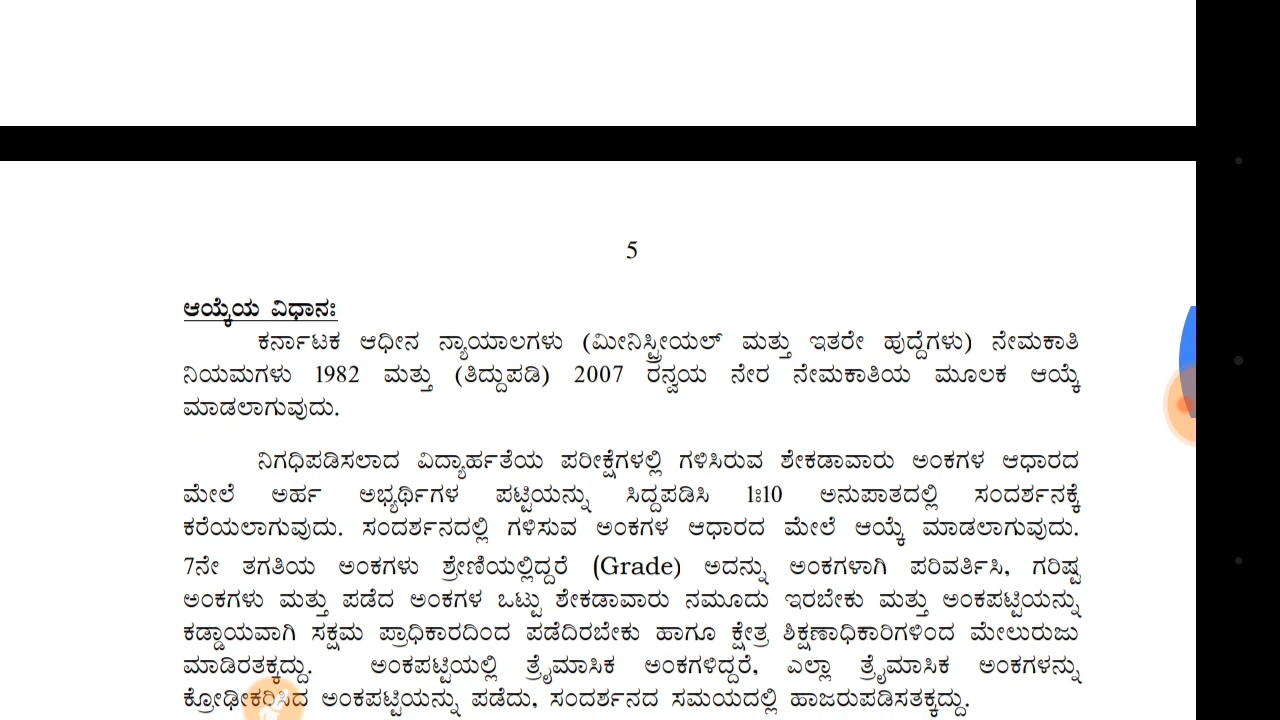 5
ಆಯ್ಕೆಯ ವಿಧಾನಃ
ಕರ್ನಾಟಕ ಆಧೀನ ನ್ಯಾಯಾಲಗಳು (ಮೀನಿಸ್ಟ್ರೀಯಲ್ ಮತ್ತು ಇತರೇ ಹುದ್ದೆಗಳು) ನೇಮಕಾತಿ
ನಿಯಮಗಳು 1982 ಮತ್ತು (ತಿದ್ದುಪಡಿ) 2007 ರನ್ವಯ ನೇರ ನೇಮಕಾತಿಯ ಮೂಲಕ ಆಯ್ಕೆ
ಮಾಡಲಾಗುವುದು.
ನಿಗಧಿಪಡಿಸಲಾದ ವಿದ್ಯಾರ್ಹತೆಯ ಪರೀಕ್ಷೆಗಳಲ್ಲಿ ಗಳಿಸಿರುವ ಶೇಕಡಾವಾರು ಅಂಕಗಳ ಆಧಾರದ
ಮೇಲೆ ಅರ್ಹ ಅಭ್ಯರ್ಥಿಗಳ ಪಟ್ಟಿಯನ್ನು ಸಿದ್ದಪಡಿಸಿ 1ಃ10 ಅನುಪಾತದಲ್ಲಿ ಸಂದರ್ಶನಕ್ಕೆ
ಕರೆಯಲಾಗುವುದು. ಸಂದರ್ಶನದಲ್ಲಿ ಗಳಿಸುವ ಅಂಕಗಳ ಆಧಾರದ ಮೇಲೆ ಆಯ್ಕೆ ಮಾಡಲಾಗುವುದು.
7ನೇ ತಗತಿಯ ಅಂಕಗಳು ಶ್ರೇಣಿಯಲ್ಲಿದ್ದರೆ (Grade) ಅದನ್ನು ಅಂಕಗಳಾಗಿ ಪರಿವರ್ತಿಸಿ, ಗರಿಷ್ಟ
ಅಂಕಗಳು ಮತ್ತು ಪಡೆದ ಅಂಕಗಳ ಒಟ್ಟು ಶೇಕಡಾವಾರು ನಮೂದು ಇರಬೇಕು ಮತ್ತು ಅಂಕಪಟ್ಟಿಯನ್ನು
ಕಡ್ಡಾಯವಾಗಿ ಸಕ್ಷಮ ಪ್ರಾಧಿಕಾರದಿಂದ ಪಡೆದಿರಬೇಕು ಹಾಗೂ ಕ್ಷೇತ್ರ ಶಿಕ್ಷಣಾಧಿಕಾರಿಗಳಿಂದ ಮೇಲುರುಜು
ಮಾಡಿರತಕ್ಕದ್ದು. ಅಂಕಪಟ್ಟಿಯಲ್ಲಿ ತ್ರೈಮಾಸಿಕ ಅಂಕಗಳಿದ್ದರೆ, ಎಲ್ಲಾ ತ್ರೈಮಾಸಿಕ ಅಂಕಗಳನ್ನು
ಕ್ರೋಢೀಕರಿಸಿದ ಅಂಕಪಟ್ಟಿಯನ್ನು ಪಡೆದು, ಸಂದರ್ಶನದ ಸಮಯದಲ್ಲಿ ಹಾಜರುಪಡಿಸತಕ್ಕದ್ದು.